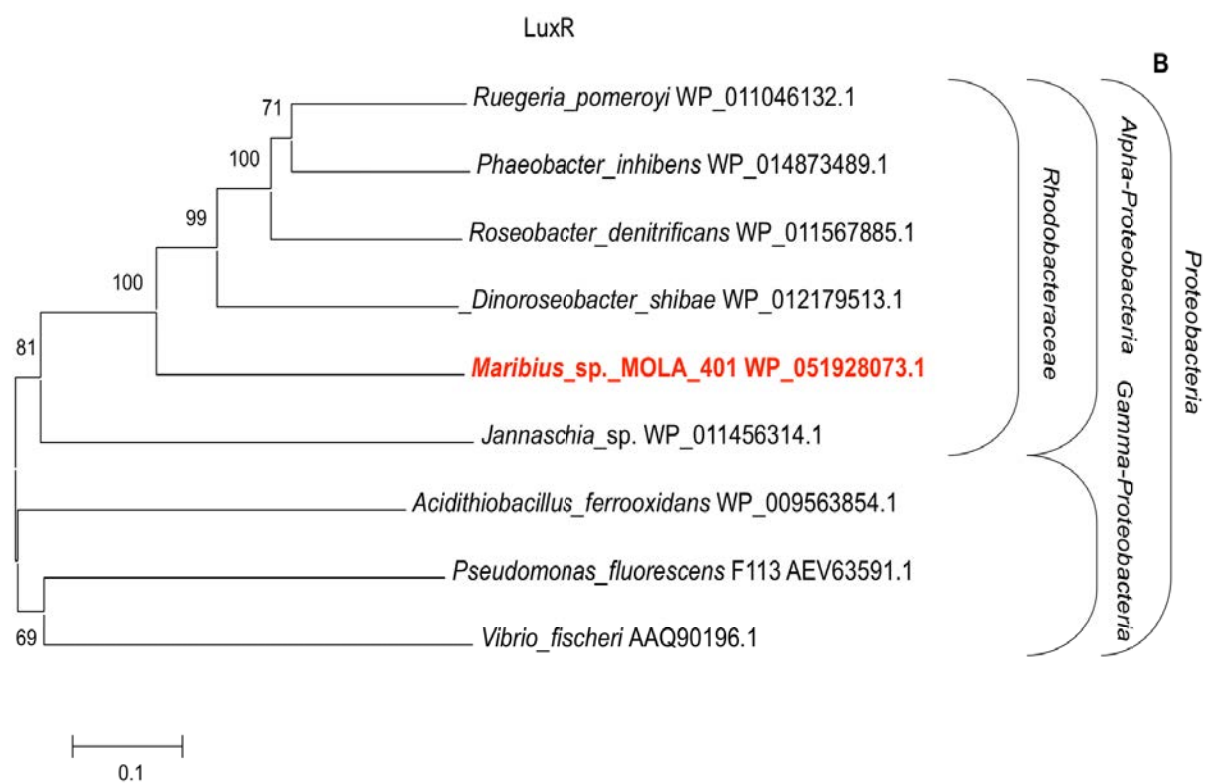 LuxR
B
71
Ruegeria_pomeroyi WP_011046132.1
100
Phaeobacter_inhibens WP_014873489.1
99
Roseobacter_denitrificans WP_011567885.1
100
_Dinoroseobacter_shibae WP_012179513.1
81
Maribius_sp._MOLA_401 WP_051928073.1
Jannaschia_sp. WP_011456314.1
Acidithiobacillus_ferrooxidans WP_009563854.1
Pseudomonas_fluorescens F113 AEV63591.1
69
Vibrio_fischeri AAQ90196.1
Rhodobacteraceae
Alpha-Proteobacteria
Gamma-Proteobacteria
Proteobacteria
0.1